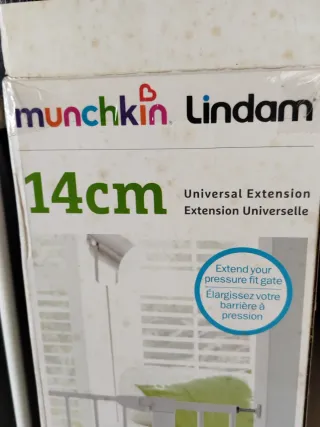 munchkin Lindam
14cm
Universal Extension
Extension Universelle
Extend your
pressure fit gate
Élargissez votre
barrière à
pression